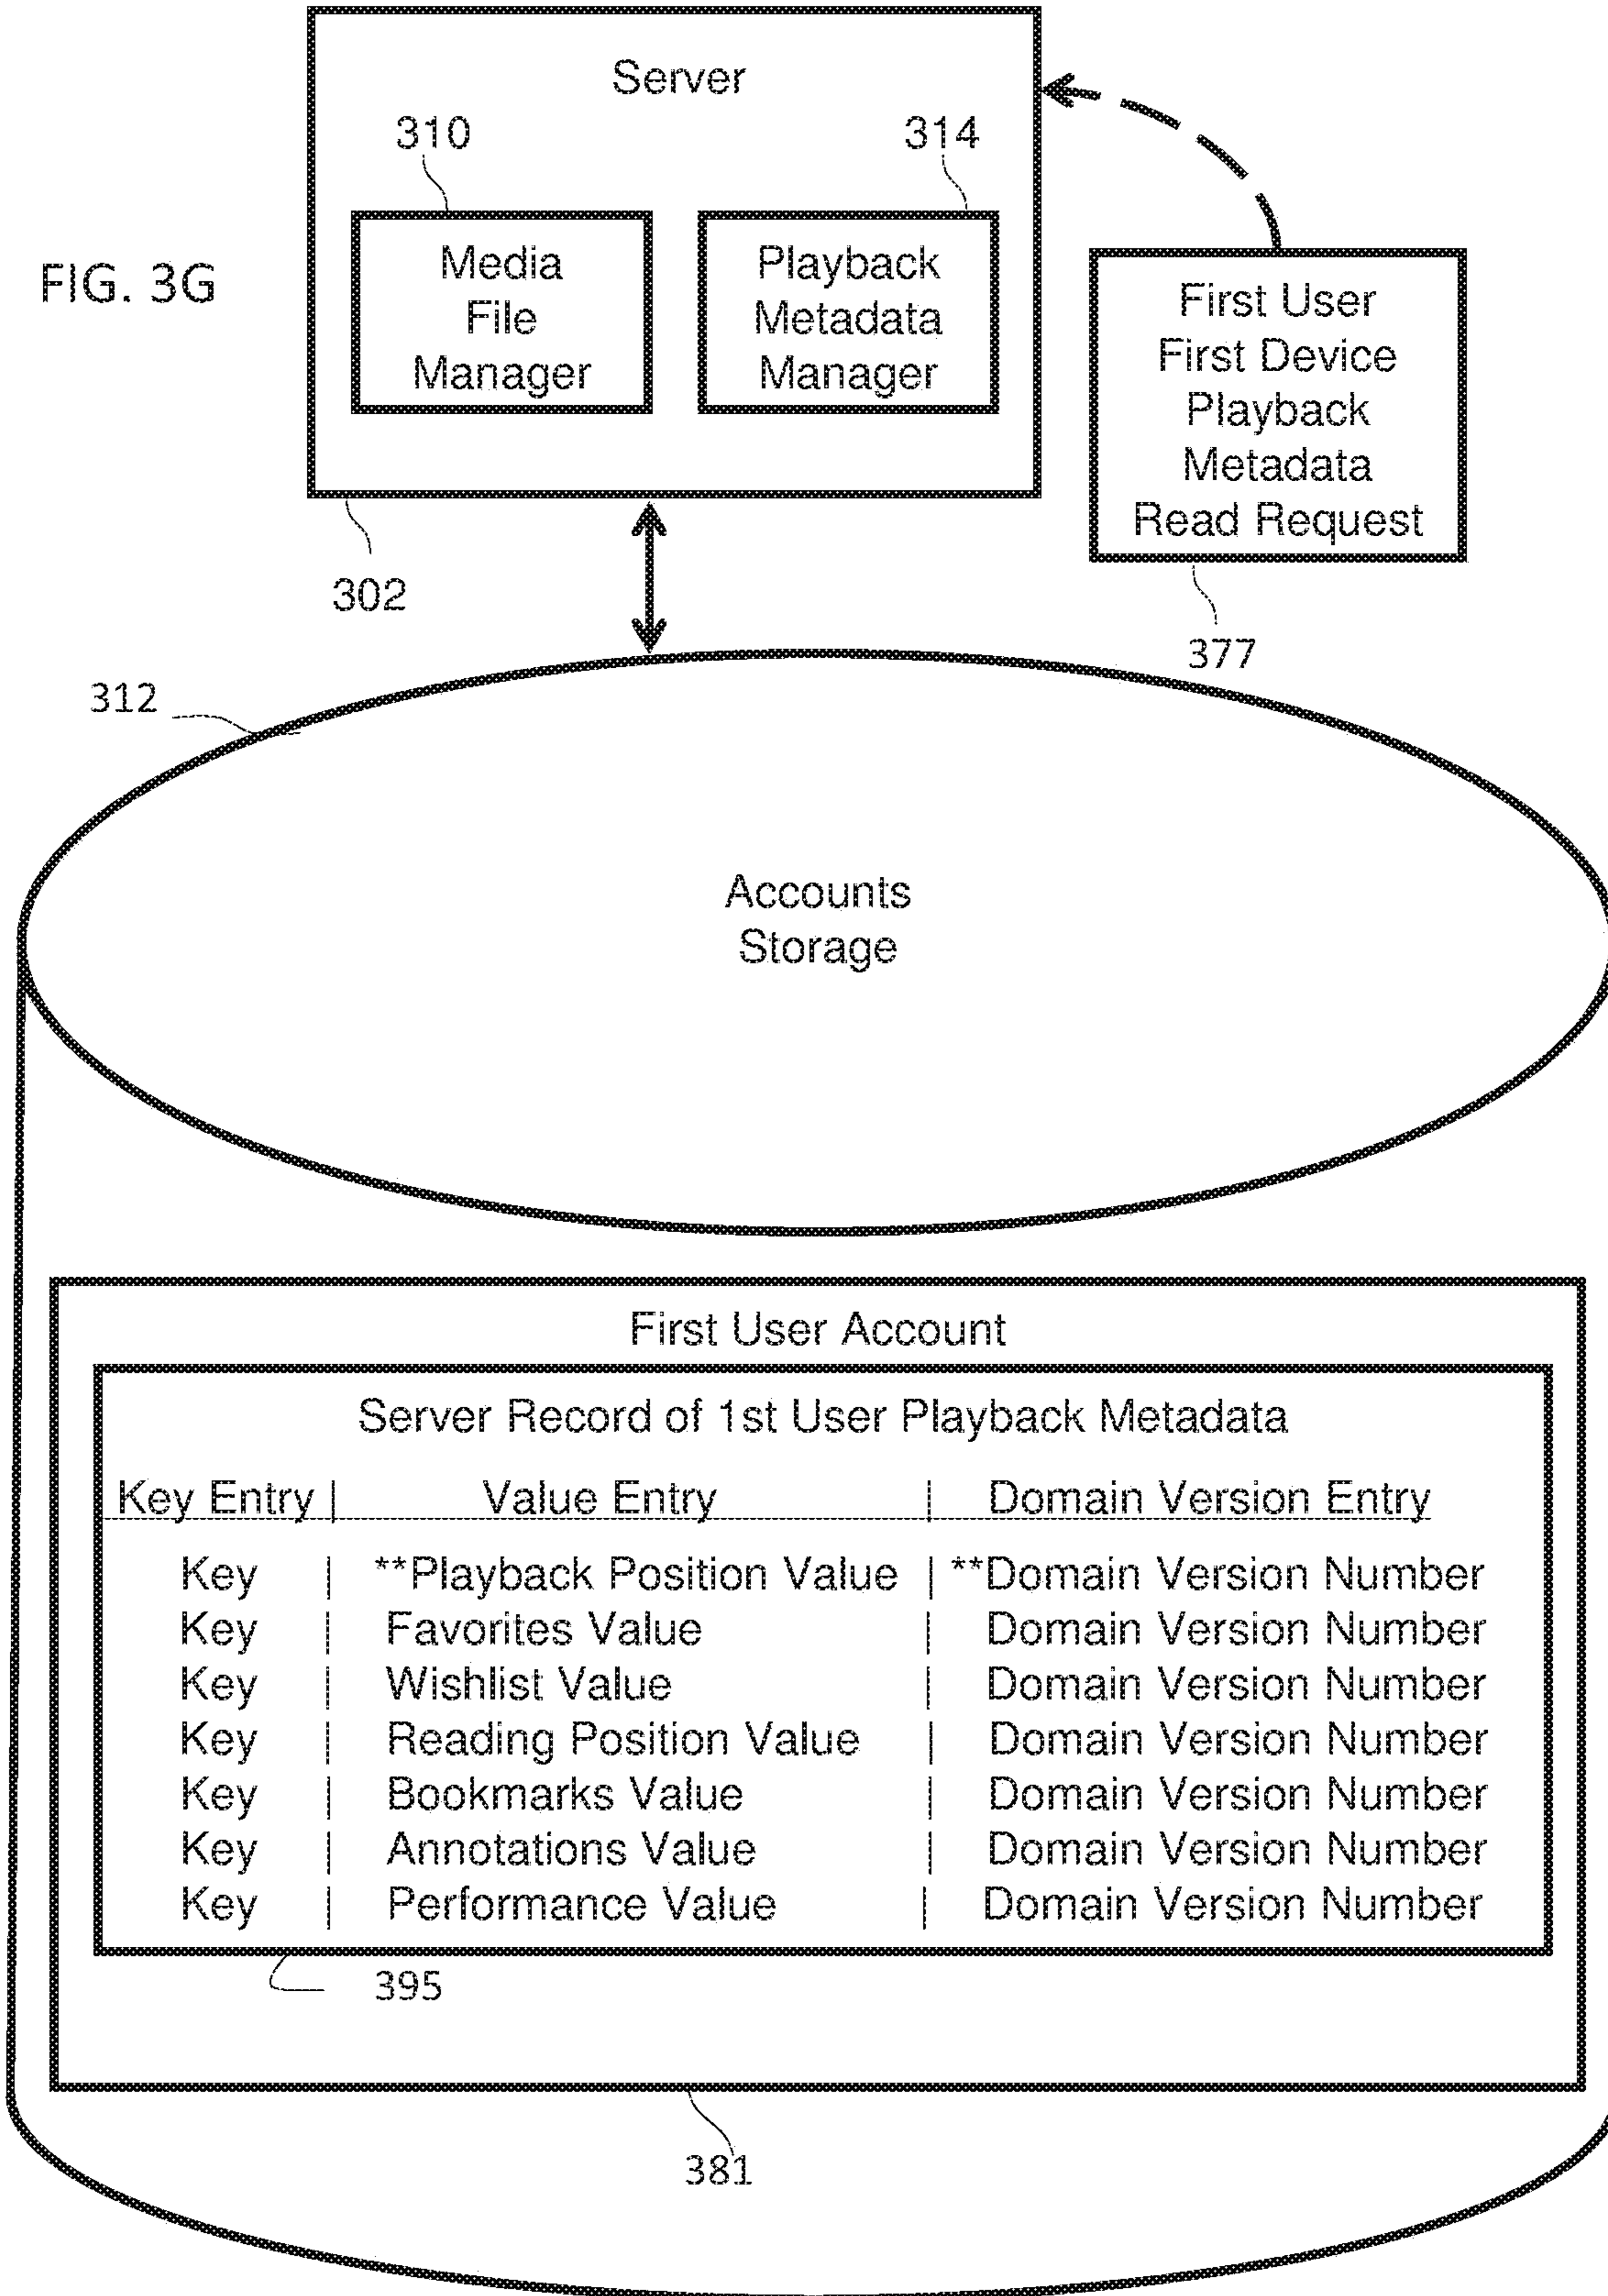 Server
310
314
FIG. 3G
Media
File
Manager
Playback
Metadata
Manager
First User
First Device
Playback
Metadata
Read Request
302
377
312
Accounts
Storage
First User Account
Server Record of 1st User Playback Metadata
Key Entry | Value Entry | Domain Version Entry
Key | **Playback Position Value | **Domain Version Number
Key | Favorites Value | Domain Version Number
Key | Wishlist Value | Domain Version Number
Key | Reading Position Value | Domain Version Number
Key | Bookmarks Value | Domain Version Number
Key | Annotations Value | Domain Version Number
Key | Performance Value | Domain Version Number
395
381